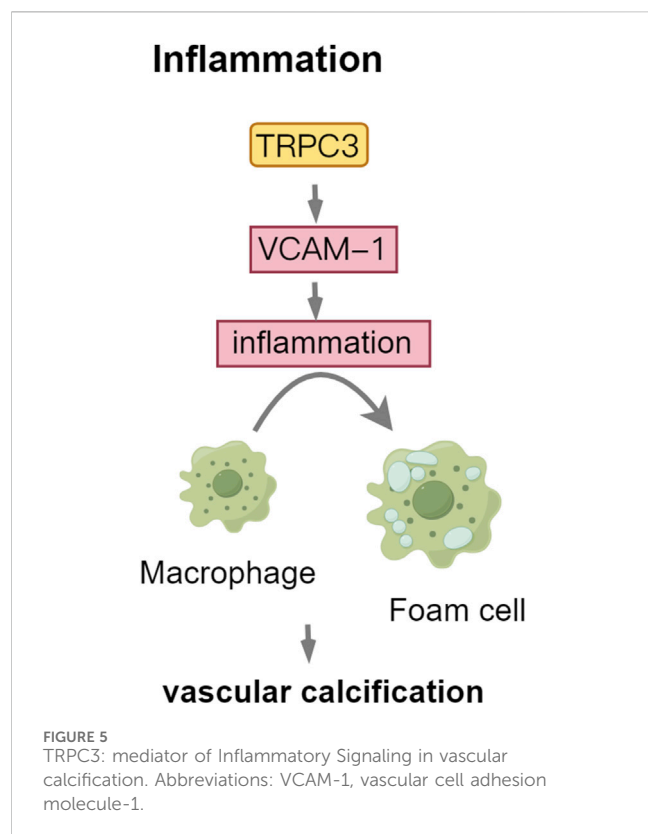 Inflammation
TRPC3
VCAM–1
inflammation
Macrophage
Foam cell
vascular calcification
FIGURE 5
TRPC3: mediator of Inflammatory Signaling in vascular
calcification. Abbreviations: VCAM-1, vascular cell adhesion
molecule-1.